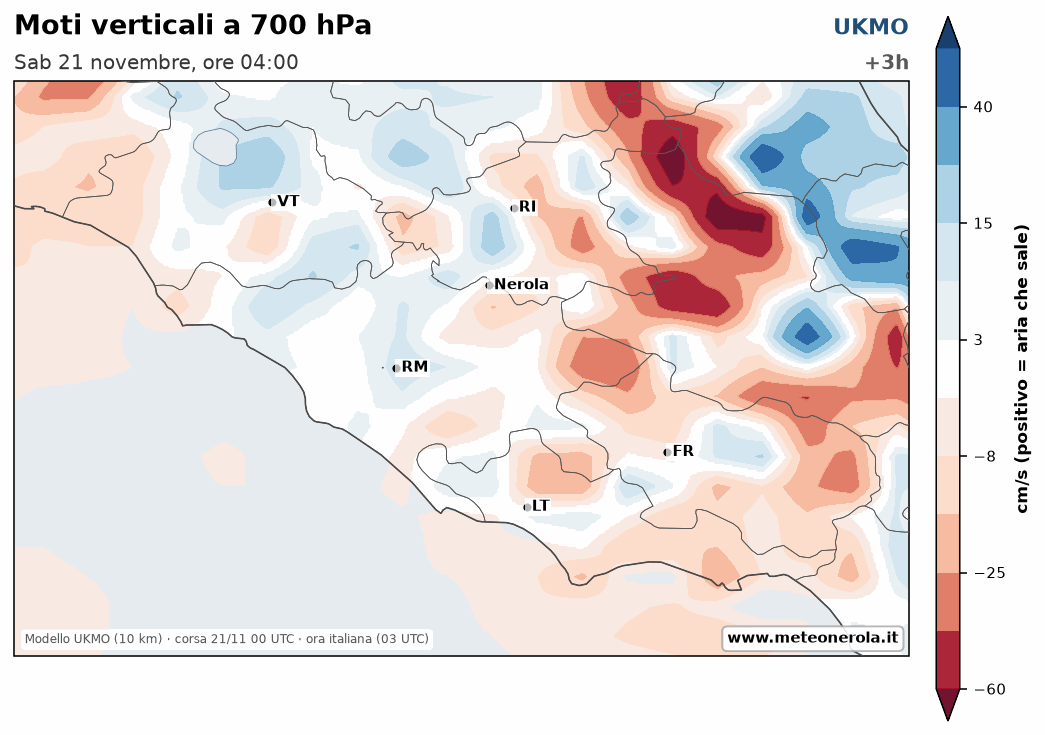 Moti verticali a 700 hPa
UKMO
Sab 21 novembre, ore 04:00
+3h
VT
RI
Nerola
RM
FR
LT
40
15
3
−8
−25
−60
cm/s (positivo = aria che sale)
Modello UKMO (10 km) · corsa 21/11 00 UTC · ora italiana (03 UTC)
www.meteonerola.it